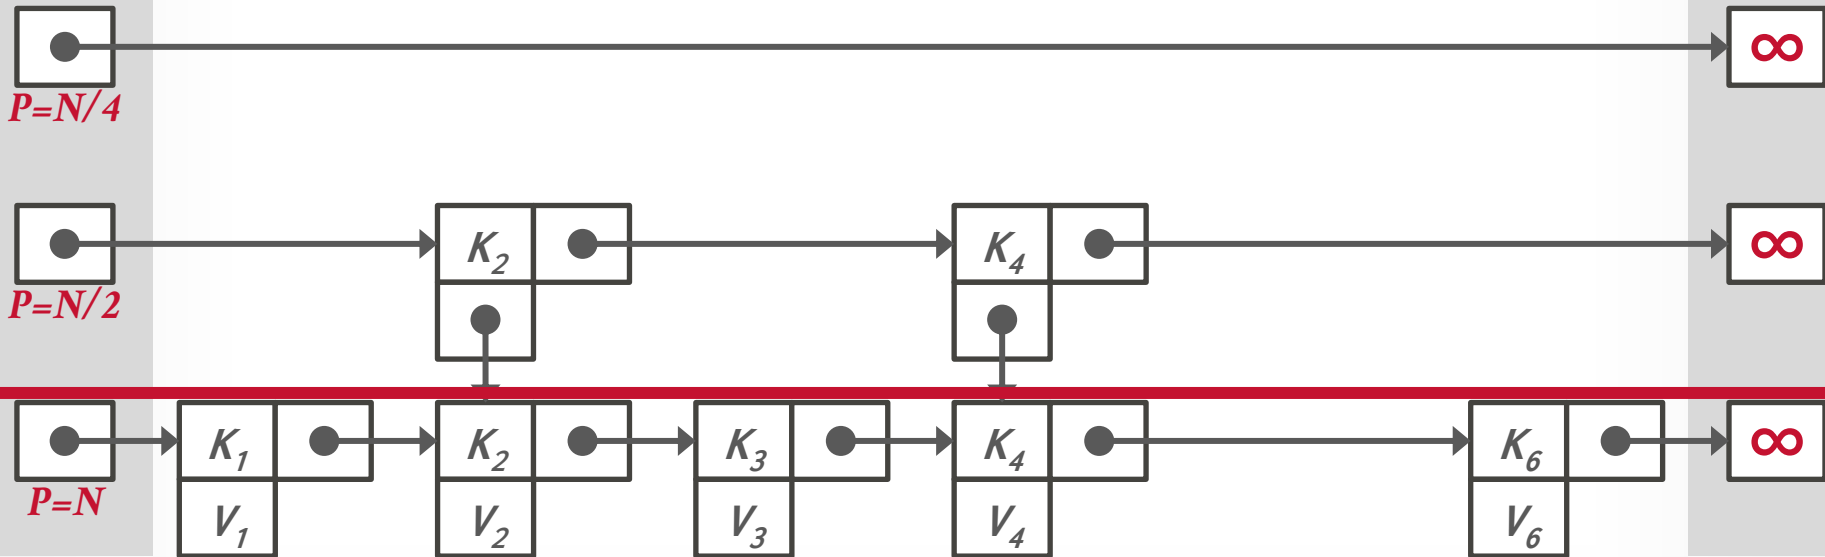 ∞
P=N/4
K₂ K₄ ∞
P=N/2
K₁ K₂ K₃ K₄ K₆ ∞
P=N
V₁ V₂ V₃ V₄ V₆